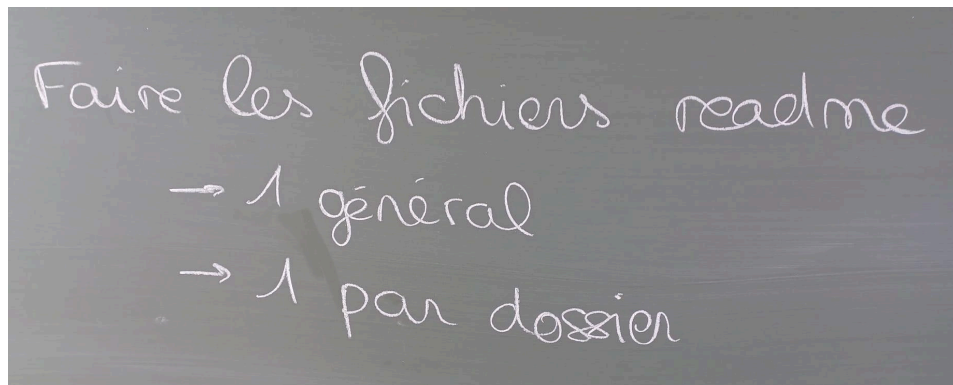 Faire les fichiers readme
→ 1 général
→ 1 par dossier